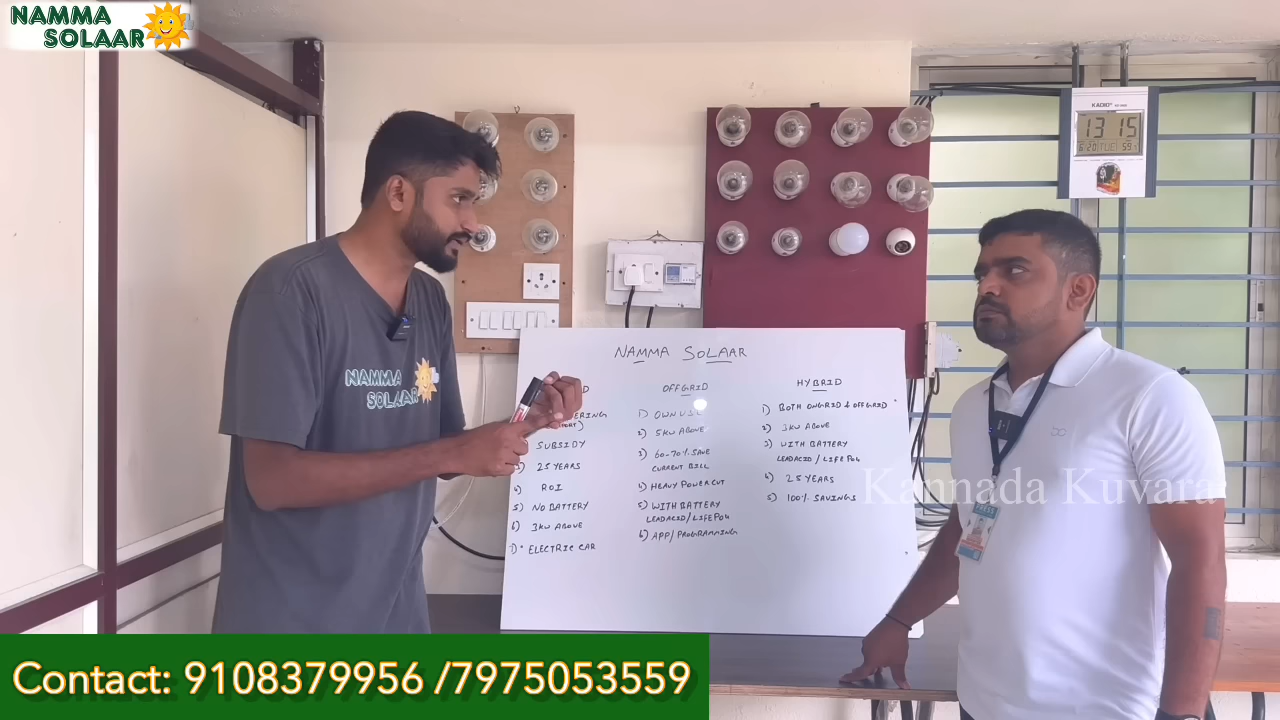 NAMMA
SOLAAR
KADIO
13 15
6/20 TUE 59
NAMMA
SOLAAR
NAMMA SOLAAR
SUBSIDY
25 YEARS
4) ROI
5) NO BATTERY
6) 3KW ABOVE
7) * ELECTRIC CAR
OFFGRID
1) OWN USE
2) 5KW ABOVE
3) 60-70% SAVE
CURRENT BILL
4) HEAVY POWERCUT
5) WITH BATTERY
LEADACID / LIFEPO4
6) APP/ PROGRAMMING
HYBRID
1) BOTH ONGRID & OFFGRID *
2) 3KW ABOVE
3) WITH BATTERY
LEADACID / LIFEPO4
4) 25 YEARS
5) 100% SAVINGS
Kannada Kuvara
PRESS
Contact: 9108379956 /7975053559